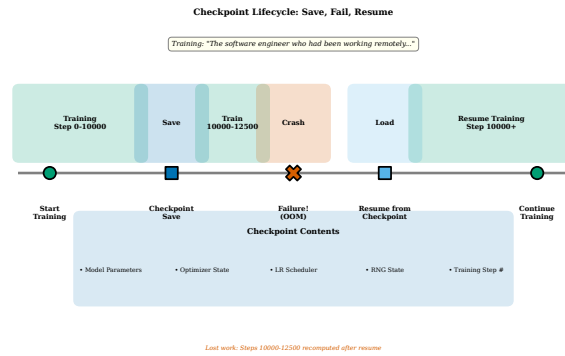 Checkpoint Lifecycle: Save, Fail, Resume
Training: "The software engineer who had been working remotely..."
Training
Step 0-10000
Save
Train
10000-12500
Crash
Load
Resume Training
Step 10000+
Start
Training
Checkpoint
Save
Failure!
(OOM)
Resume from
Checkpoint
Continue
Training
Checkpoint Contents
• Model Parameters
• Optimizer State
• LR Scheduler
• RNG State
• Training Step #
Lost work: Steps 10000-12500 recomputed after resume